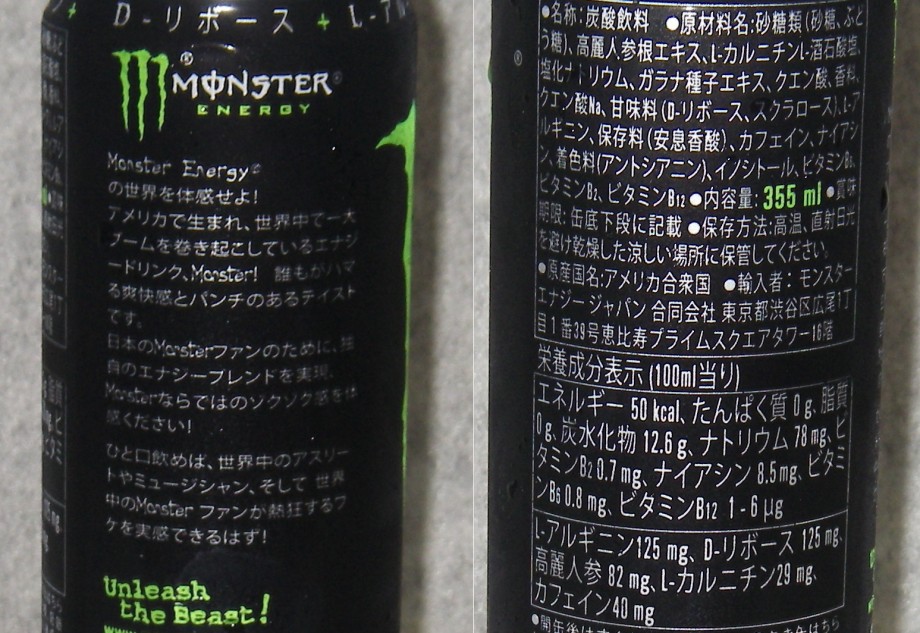 D-リボース + L-
MONSTER
ENERGY
Monster Energy®
の世界を体感せよ!
アメリカで生まれ、世界中で一大
ブームを巻き起こしているエナジ
ードリンク、Monster! 誰もがハマ
る爽快感とパンチのあるテイスト
です。
日本のMonsterファンのために、独
自のエナジーブレンドを実現。
Monsterならではのゾクゾク感を体
感ください!
ひと口飲めば、世界中のアスリー
トやミュージシャン、そして 世界
中のMonster ファンが熱狂するワ
ケを実感できるはず!
Unleash
the Beast!
●名称:炭酸飲料 ●原材料名:砂糖類(砂糖、ぶど
う糖)、高麗人参根エキス、L-カルニチンL-酒石酸塩、
塩化ナトリウム、ガラナ種子エキス、クエン酸、香料、
クエン酸Na、甘味料(D-リボース、スクラロース)、L-ア
ルギニン、保存料(安息香酸)、カフェイン、ナイアシ
ン、着色料(アントシアニン)、イノシトール、ビタミンB₆、
ビタミンB₂、ビタミンB₁₂ ●内容量: 355 ml ●賞味
期限: 缶底下段に記載 ●保存方法:高温、直射日光
を避け乾燥した涼しい場所に保管してください。
●原産国名:アメリカ合衆国 ●輸入者: モンスター
エナジー ジャパン 合同会社 東京都渋谷区広尾1丁
目1番39号恵比寿プライムスクエアタワー16階
栄養成分表示 (100ml当り)
エネルギー 50 kcal、たんぱく質 0 g、脂質
0 g、炭水化物 12.6 g、ナトリウム 78 mg、ビ
タミンB₂ 0.7 mg、ナイアシン 8.5 mg、ビタミ
ンB₆ 0.8 mg、ビタミンB₁₂ 1-6 μg
L-アルギニン125 mg、D-リボース 125 mg、
高麗人参 82 mg、L-カルニチン29 mg、
カフェイン40 mg